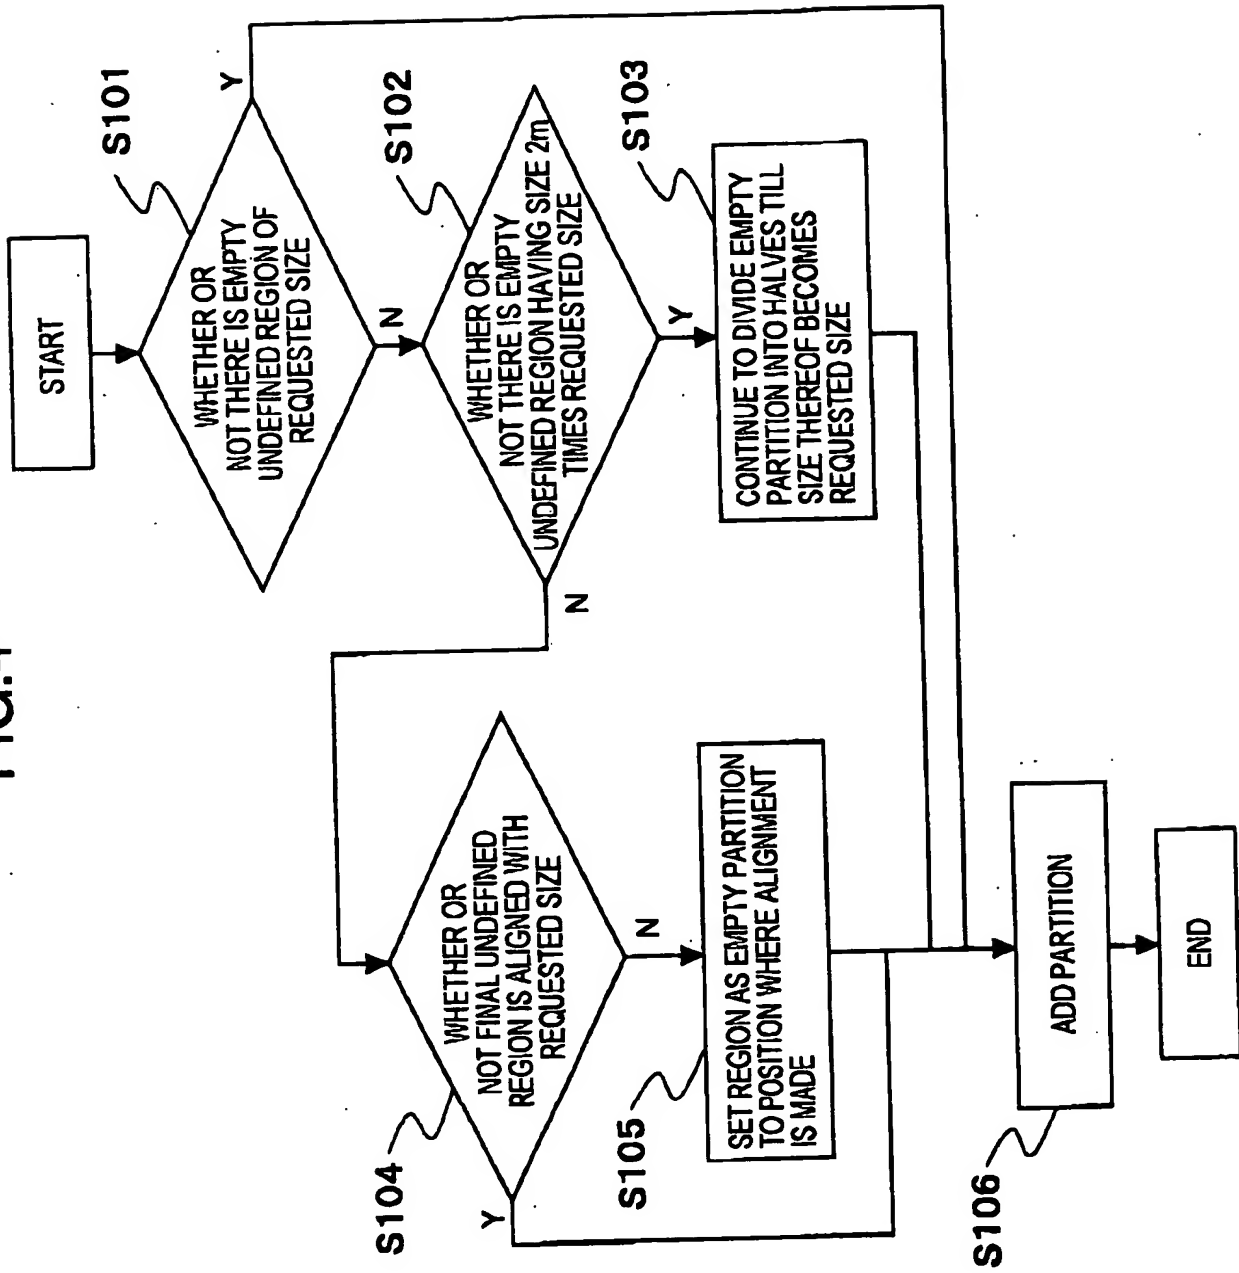 START
S101
WHETHER OR
NOT THERE IS EMPTY
UNDEFINED REGION OF
REQUESTED SIZE
Y
N
S102
WHETHER OR
NOT THERE IS EMPTY
UNDEFINED REGION HAVING SIZE 2m
TIMES REQUESTED SIZE
Y
N
S103
CONTINUE TO DIVIDE EMPTY
PARTITION INTO HALVES TILL
SIZE THEREOF BECOMES
REQUESTED SIZE
S104
WHETHER OR
NOT FINAL UNDEFINED
REGION IS ALIGNED WITH
REQUESTED SIZE
Y
N
S105
SET REGION AS EMPTY PARTITION
TO POSITION WHERE ALIGNMENT
IS MADE
S106
ADD PARTITION
END